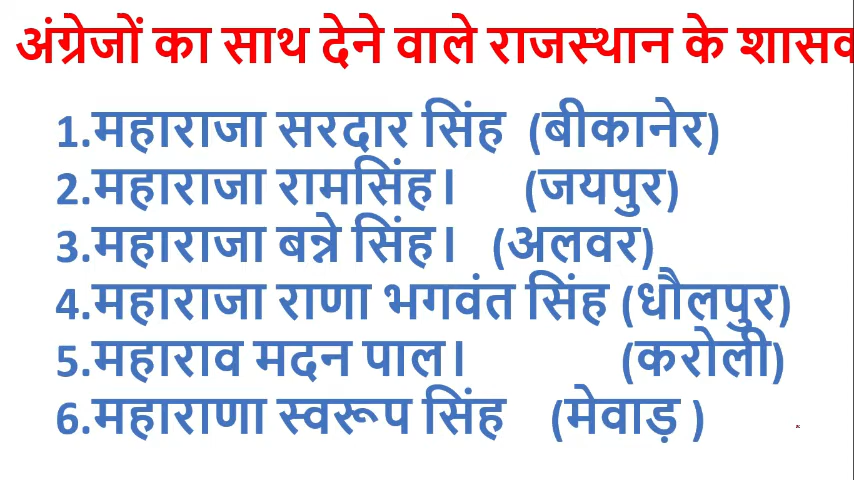 अंग्रेजों का साथ देने वाले राजस्थान के
1.महाराजा सरदार सिंह (बीकानेर)
2.महाराजा रामसिंह। (जयपुर)
3.महाराजा बन्ने सिंह। (अलवर)
4.महाराजा राणा भगवंत सिंह (धौलपुर)
5.महाराव मदन पाल। (करोली)
6.महाराणा स्वरूप सिंह (मेवाड़ )